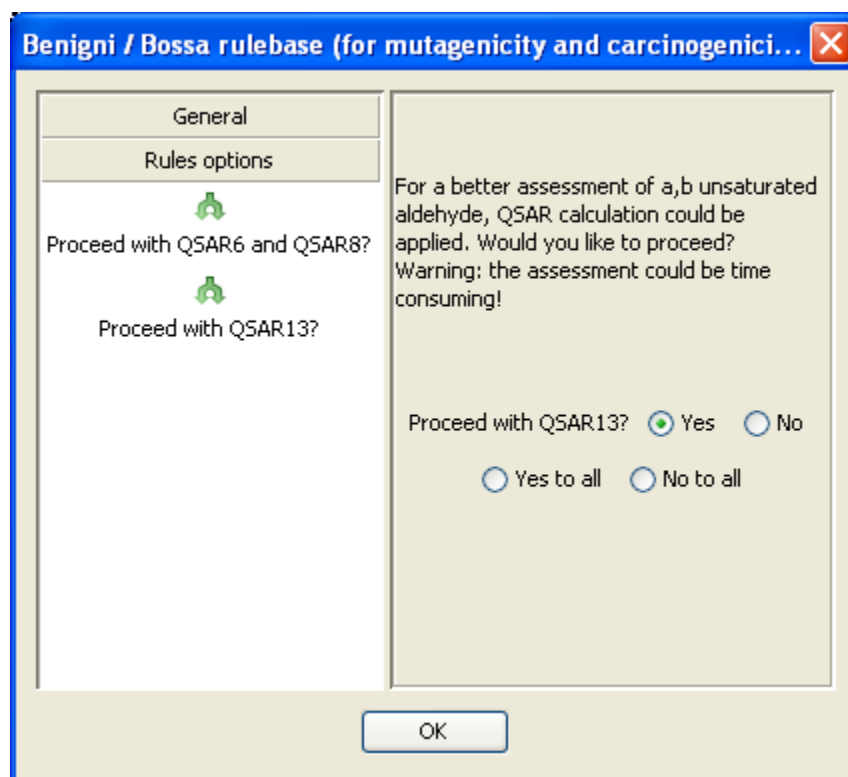 Benigni / Bossa rulebase (for mutagenicity and carcinogenici...
General
Rules options
Proceed with QSAR6 and QSAR8?
Proceed with QSAR13?
For a better assessment of a,b unsaturated
aldehyde, QSAR calculation could be
applied. Would you like to proceed?
Warning: the assessment could be time
consuming!
Proceed with QSAR13? Yes No
Yes to all No to all
OK